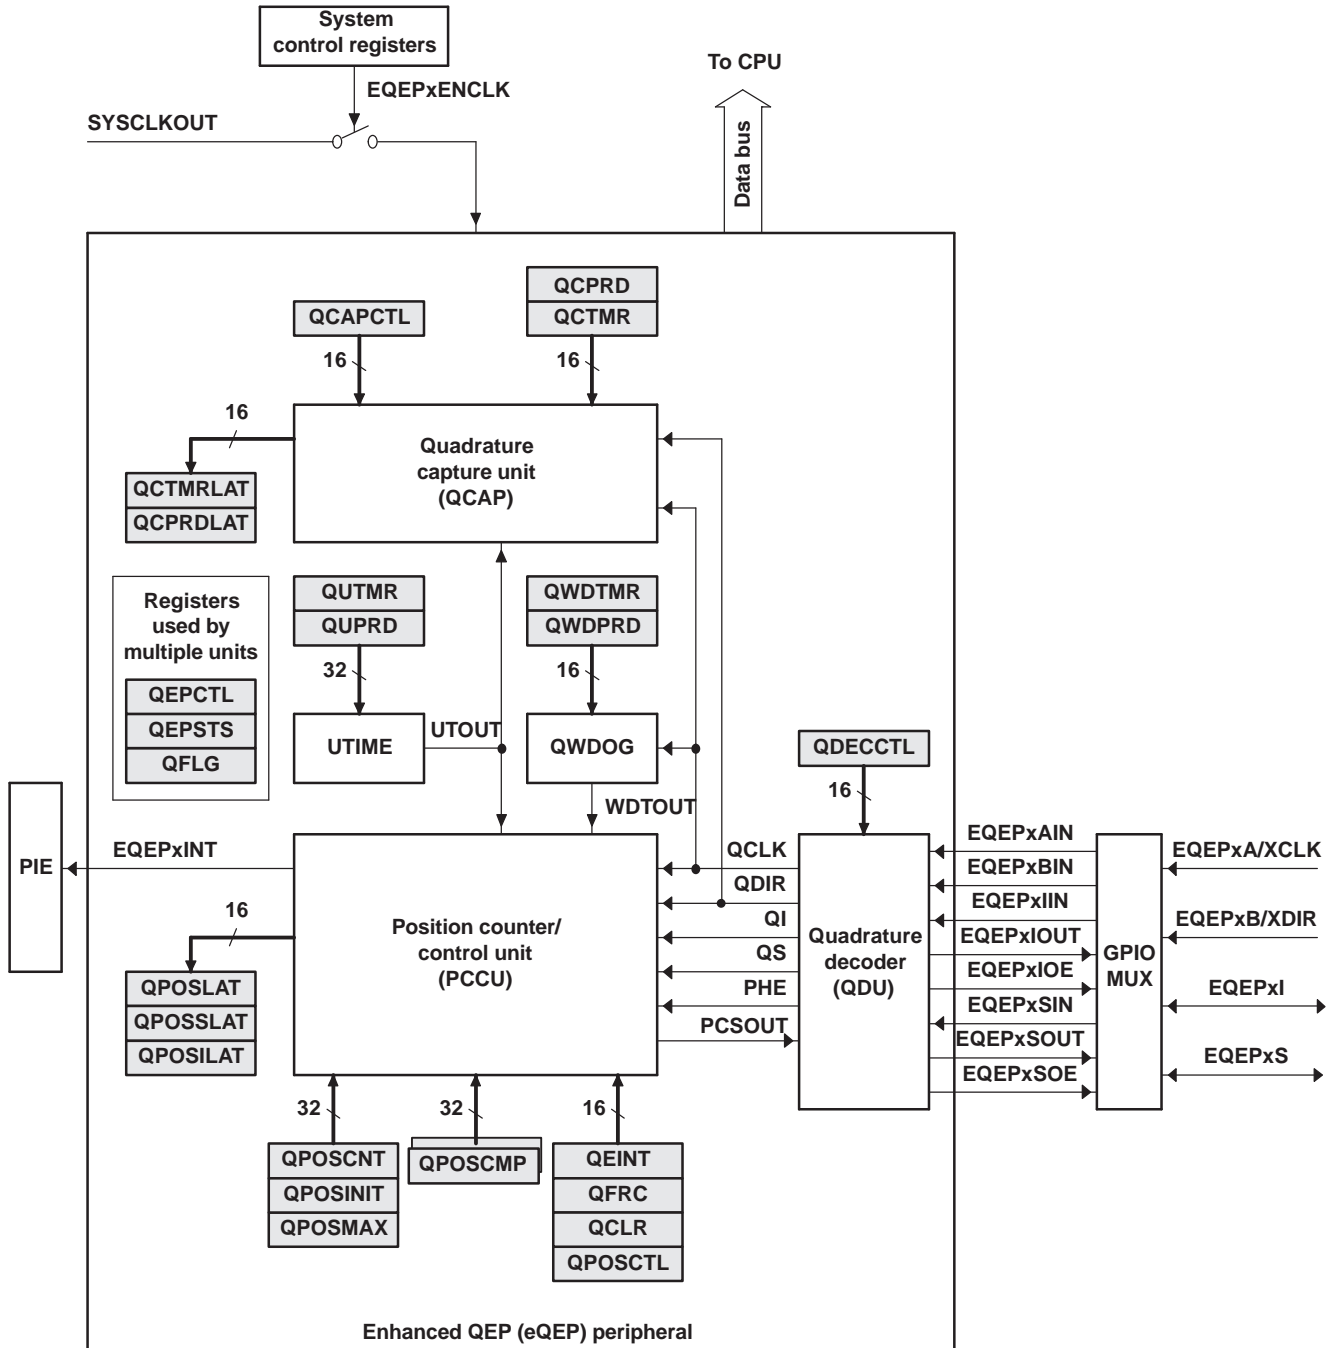 System
control registers
To CPU
EQEPxENCLK
SYSCLKOUT
Data bus
QCPRD
QCAPCTL
QCTMR
16
16
16
Quadrature
capture unit
(QCAP)
QCTMRLAT
QCPRDLAT
Registers
used by
multiple units
QEPCTL
QEPSTS
QFLG
QUTMR
QUPRD
32
UTIME
UTOUT
QWDTMR
QWDPRD
16
QWDOG
WDTOUT
QDECCTL
16
PIE
EQEPxINT
16
QPOSLAT
QPOSSLAT
QPOSILAT
Position counter/
control unit
(PCCU)
QCLK
QDIR
QI
QS
PHE
PCSOUT
Quadrature
decoder
(QDU)
EQEPxAIN
EQEPxBIN
EQEPxIIN
EQEPxIOUT
EQEPxIOE
EQEPxSIN
EQEPxSOUT
EQEPxSOE
GPIO
MUX
EQEPxA/XCLK
EQEPxB/XDIR
EQEPxI
EQEPxS
32
32
16
QPOSCNT
QPOSINIT
QPOSMAX
QPOSCMP
QEINT
QFRC
QCLR
QPOSCTL
Enhanced QEP (eQEP) peripheral